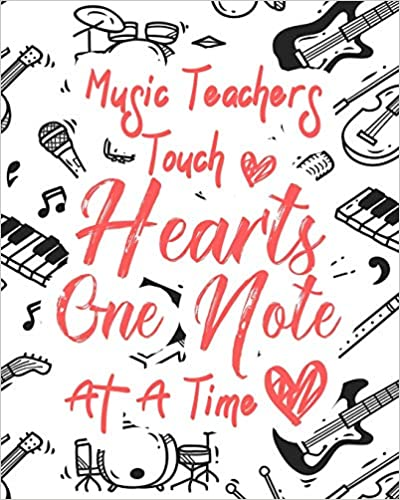 Music Teachers
Touch
Hearts
One Note
At A Time